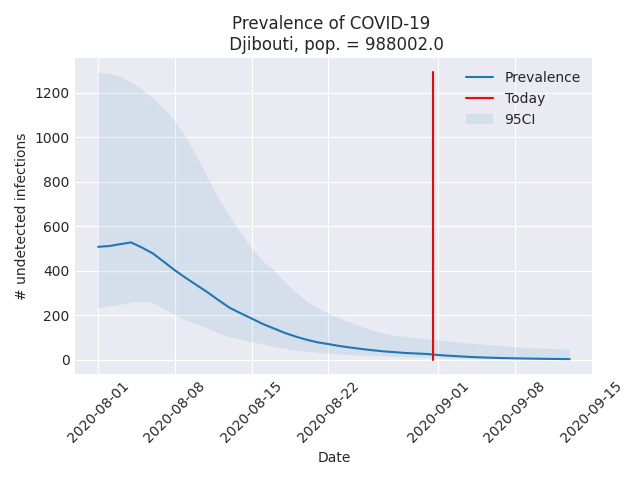 Prevalence of COVID-19
Djibouti, pop. = 988002.0
Prevalence
Today
95CI
# undetected infections
1200
1000
800
600
400
200
0
2020-08-01
2020-08-08
2020-08-15
2020-08-22
2020-09-01
2020-09-08
2020-09-15
Date